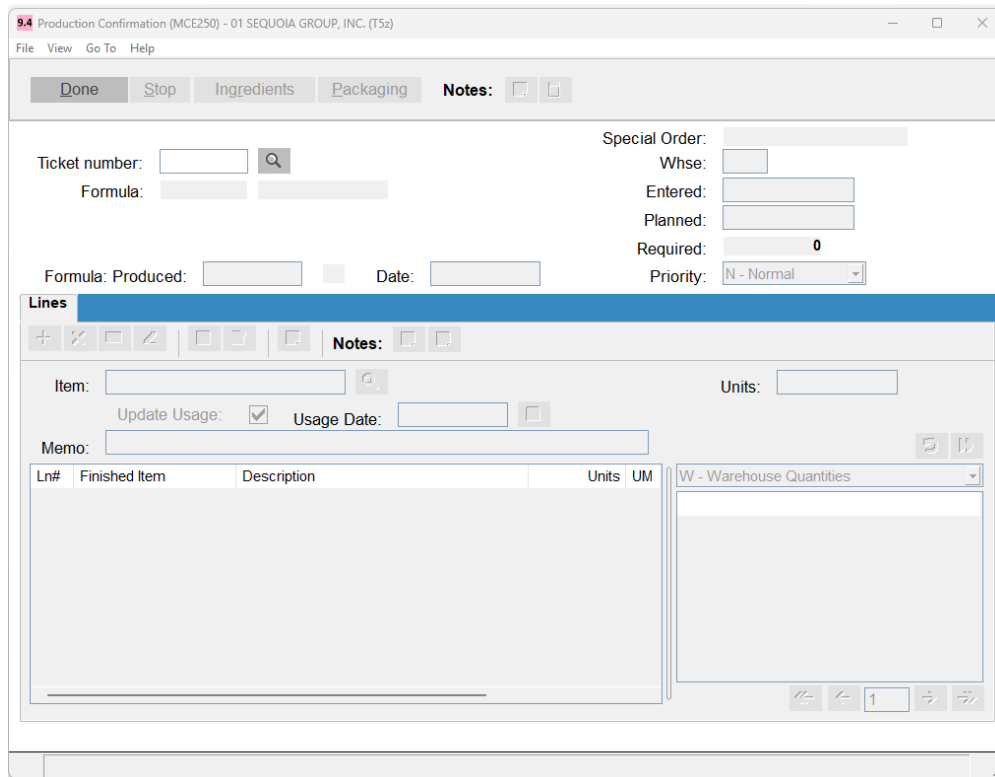 9.4 Production Confirmation (MCE250) - 01 SEQUOIA GROUP, INC. (T5z)
File View Go To Help
Done Stop Ingredients Packaging Notes:
Special Order:
Ticket number: Whse:
Formula: Entered:
Planned:
Required: 0
Formula: Produced: Date: Priority: N - Normal
Lines
Notes:
Item: Units:
Update Usage: Usage Date:
Memo:
Ln# Finished Item Description Units UM W - Warehouse Quantities
1